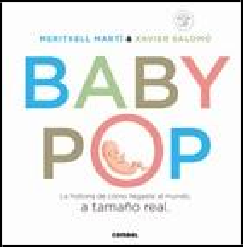 MERITXELL MARTÍ & XAVIER SALOMÓ
BABY
POP
La historia de cómo llegaste al mundo,
a tamaño real.
COMBEL